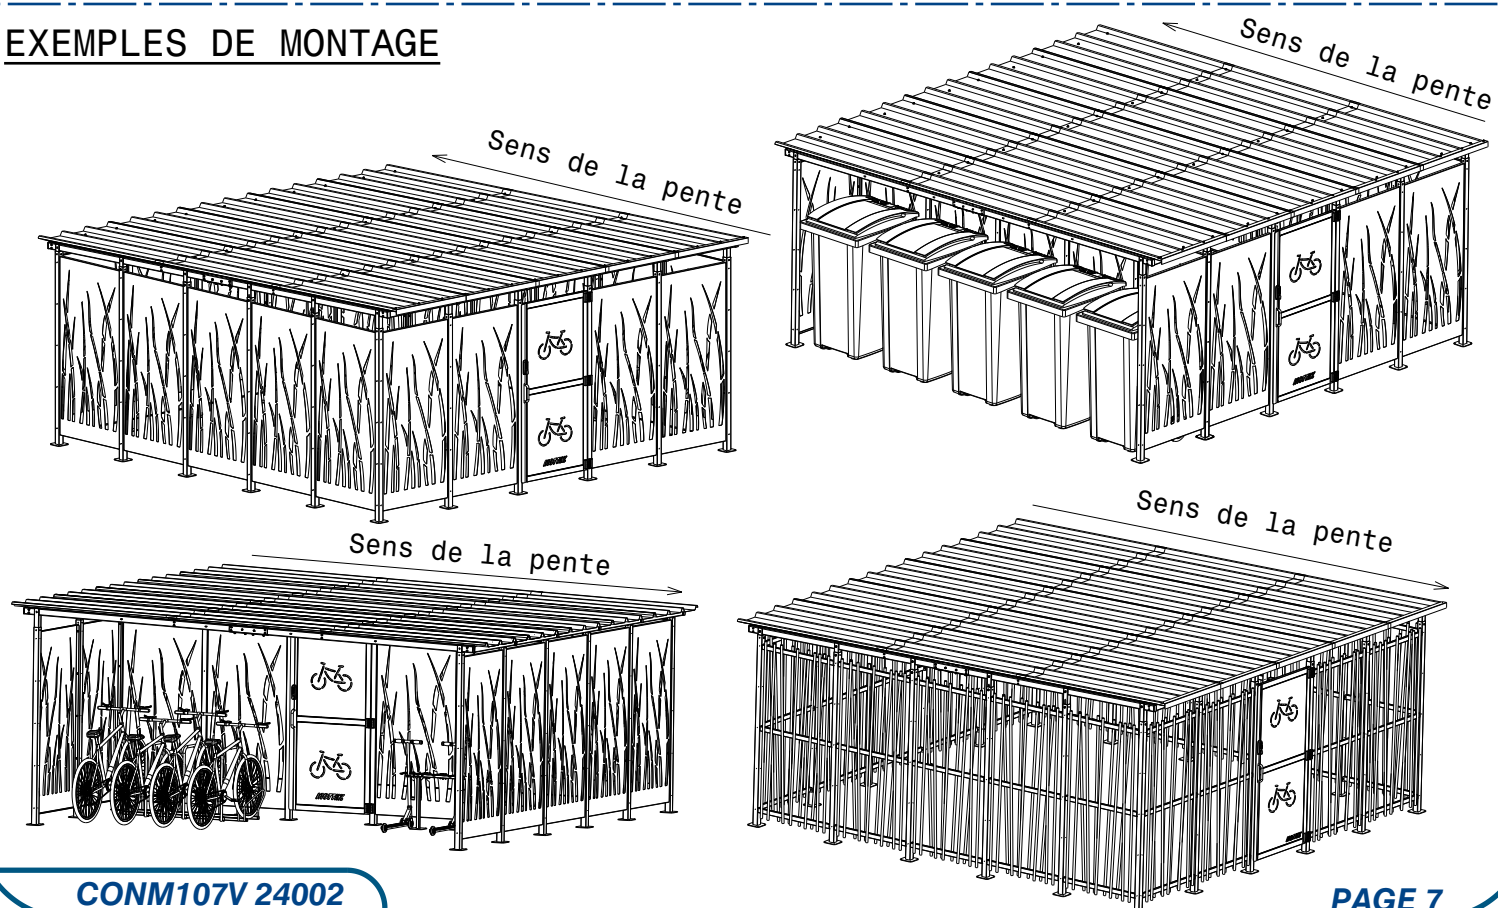 EXEMPLES DE MONTAGE
Sens de la pente
Sens de la pente
Sens de la pente
Sens de la pente
CONM107V 24002
PAGE 7